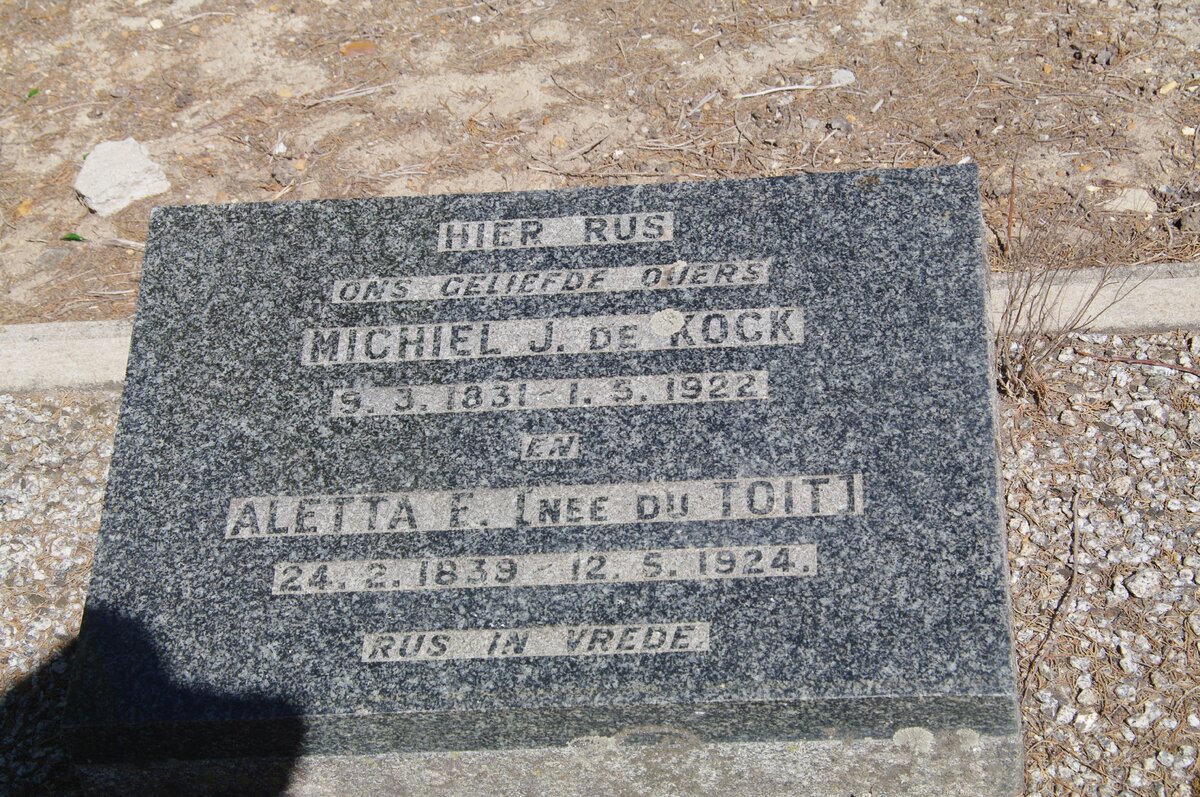 HIER RUS
ONS GELIEFDE OUERS
MICHIEL J. DE KOCK
9. 3. 1831 - 1. 5. 1922
EN
ALETTA E. [NEE DU TOIT]
24. 2. 1839 - 12. 5. 1924.
RUS IN VREDE